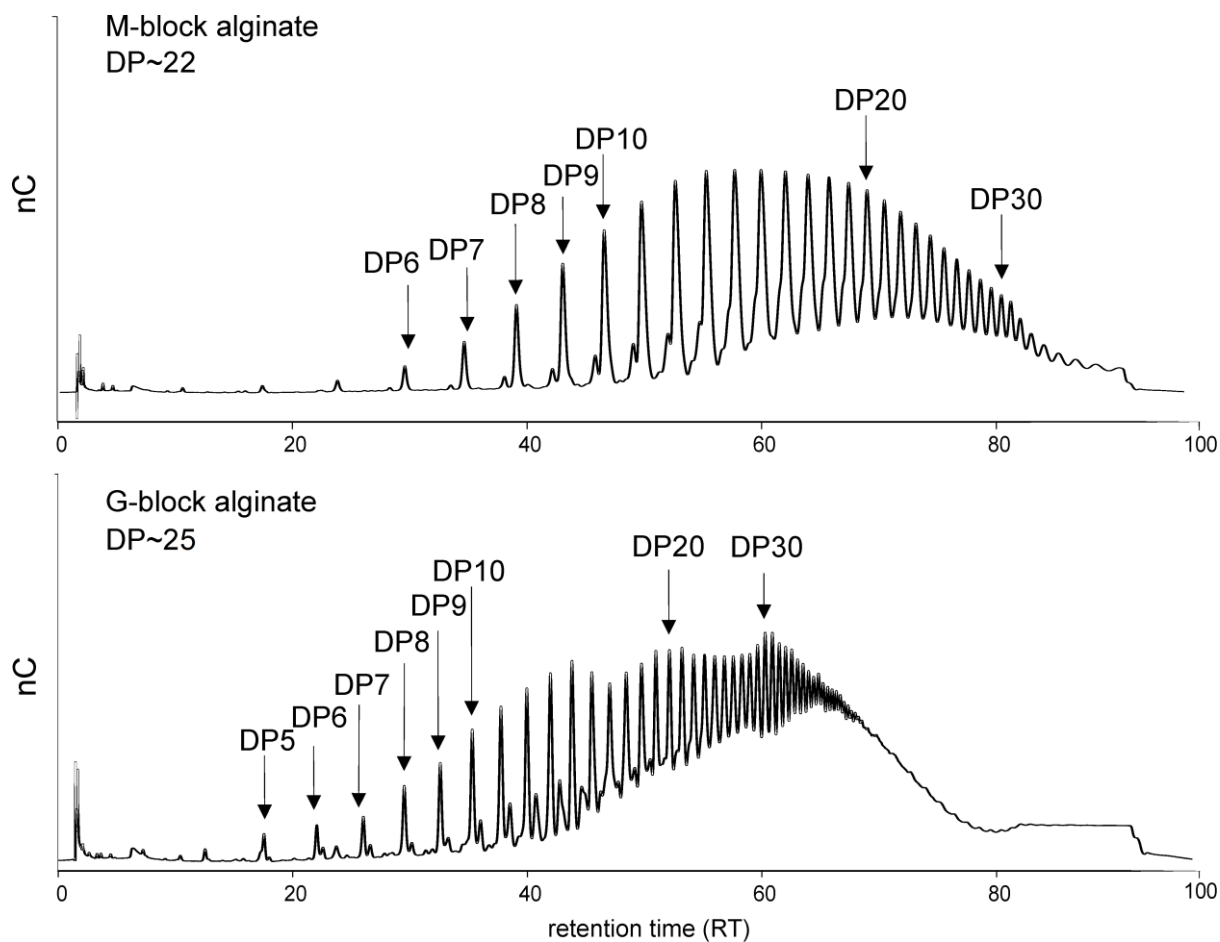 M-block alginate
DP~22
nC
DP6
DP7
DP8
DP9
DP10
DP20
DP30
0 20 40 60 80 100
G-block alginate
DP~25
nC
DP5
DP6
DP7
DP8
DP9
DP10
DP20
DP30
0 20 40 60 80 100
retention time (RT)